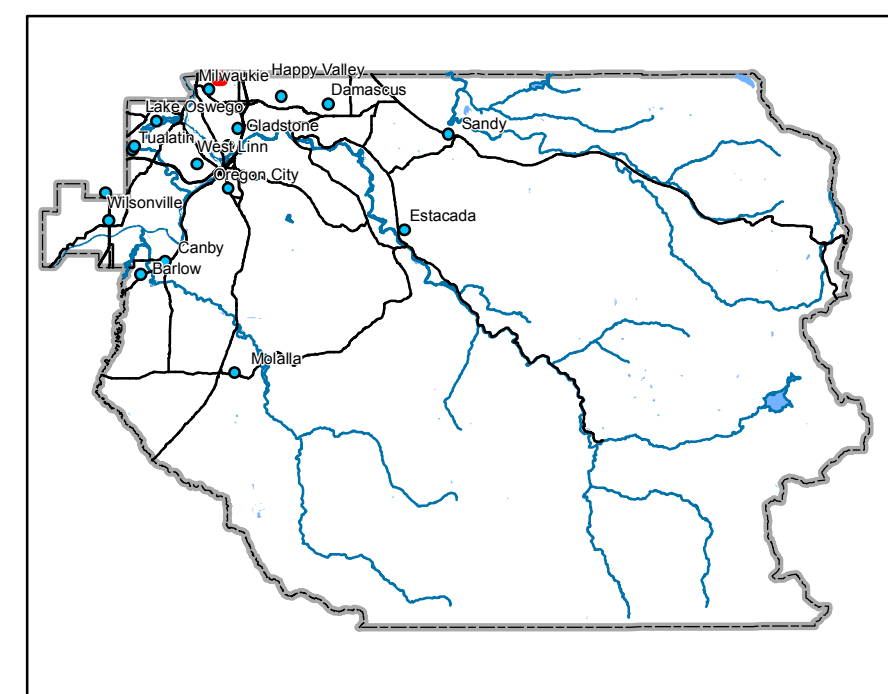 Happy Valley
Milwaukie
Damascus
Lake Oswego
Gladstone
Sandy
Tualatin
West Linn
Oregon City
Wilsonville
Estacada
Canby
Barlow
Molalla